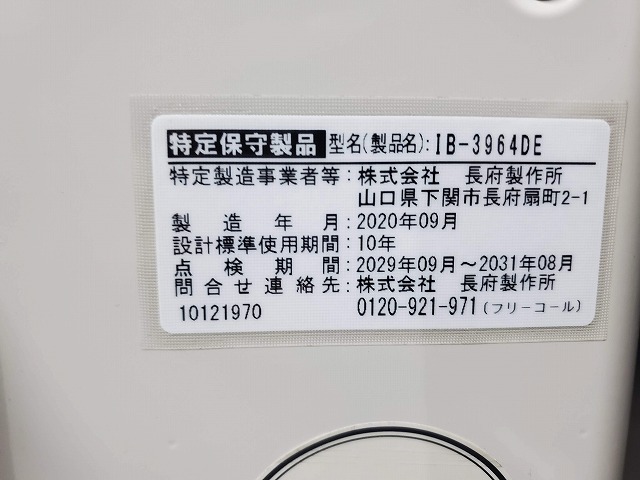 特定保守製品 型名(製品名):IB-3964DE
特定製造事業者等:株式会社 長府製作所
山口県下関市長府扇町2-1
製造年月:2020年09月
設計標準使用期間:10年
点検期間:2029年09月～2031年08月
問合せ連絡先:株式会社 長府製作所
10121970 0120-921-971(フリーコール)